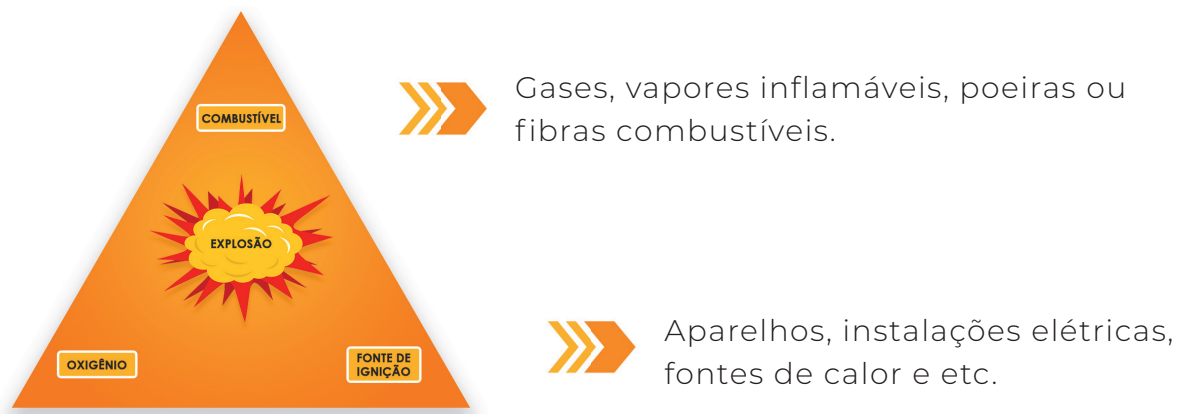 COMBUSTÍVEL
Gases, vapores inflamáveis, poeiras ou
fibras combustíveis.
EXPLOSÃO
OXIGÊNIO
FONTE DE
IGNIÇÃO
Aparelhos, instalações elétricas,
fontes de calor e etc.